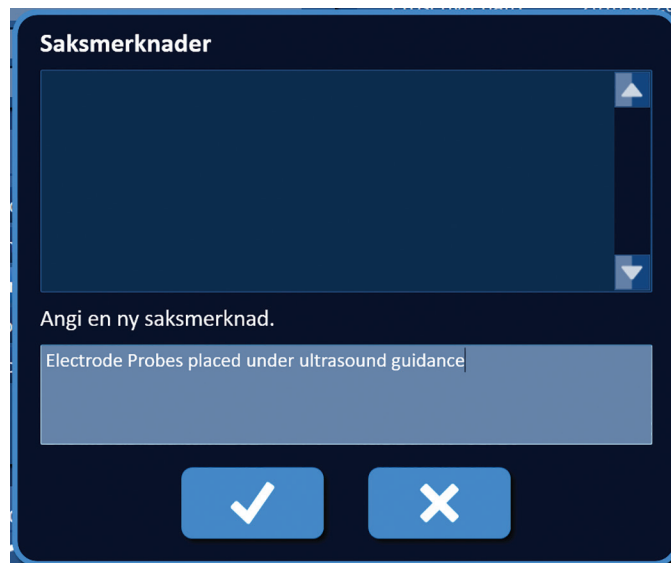 Saksmerknader
Angi en ny saksmerknad.
Electrode Probes placed under ultrasound guidance